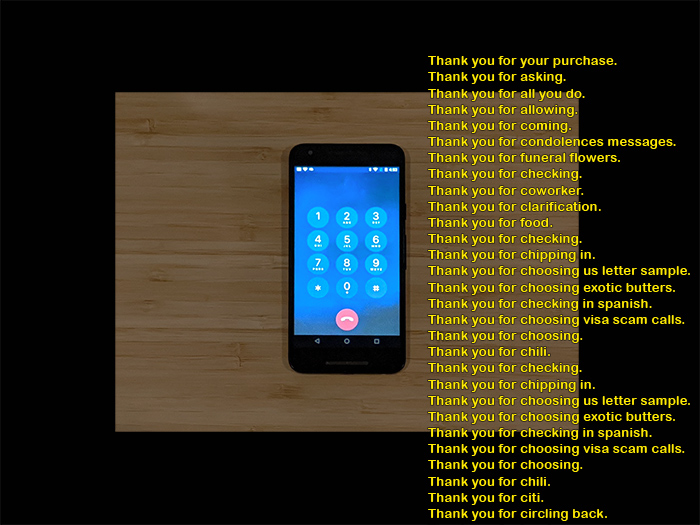 Thank you for your purchase.
Thank you for asking.
Thank you for all you do.
Thank you for allowing.
Thank you for coming.
Thank you for condolences messages.
Thank you for funeral flowers.
Thank you for checking.
Thank you for coworker.
Thank you for clarification.
Thank you for food.
Thank you for checking.
Thank you for chipping in.
Thank you for choosing us letter sample.
Thank you for choosing exotic butters.
Thank you for checking in spanish.
Thank you for choosing visa scam calls.
Thank you for choosing.
Thank you for chili.
Thank you for checking.
Thank you for chipping in.
Thank you for choosing us letter sample.
Thank you for choosing exotic butters.
Thank you for checking in spanish.
Thank you for choosing visa scam calls.
Thank you for choosing.
Thank you for chili.
Thank you for citi.
Thank you for circling back.
1 2 3
4 5 6
7 8 9
* 0 #